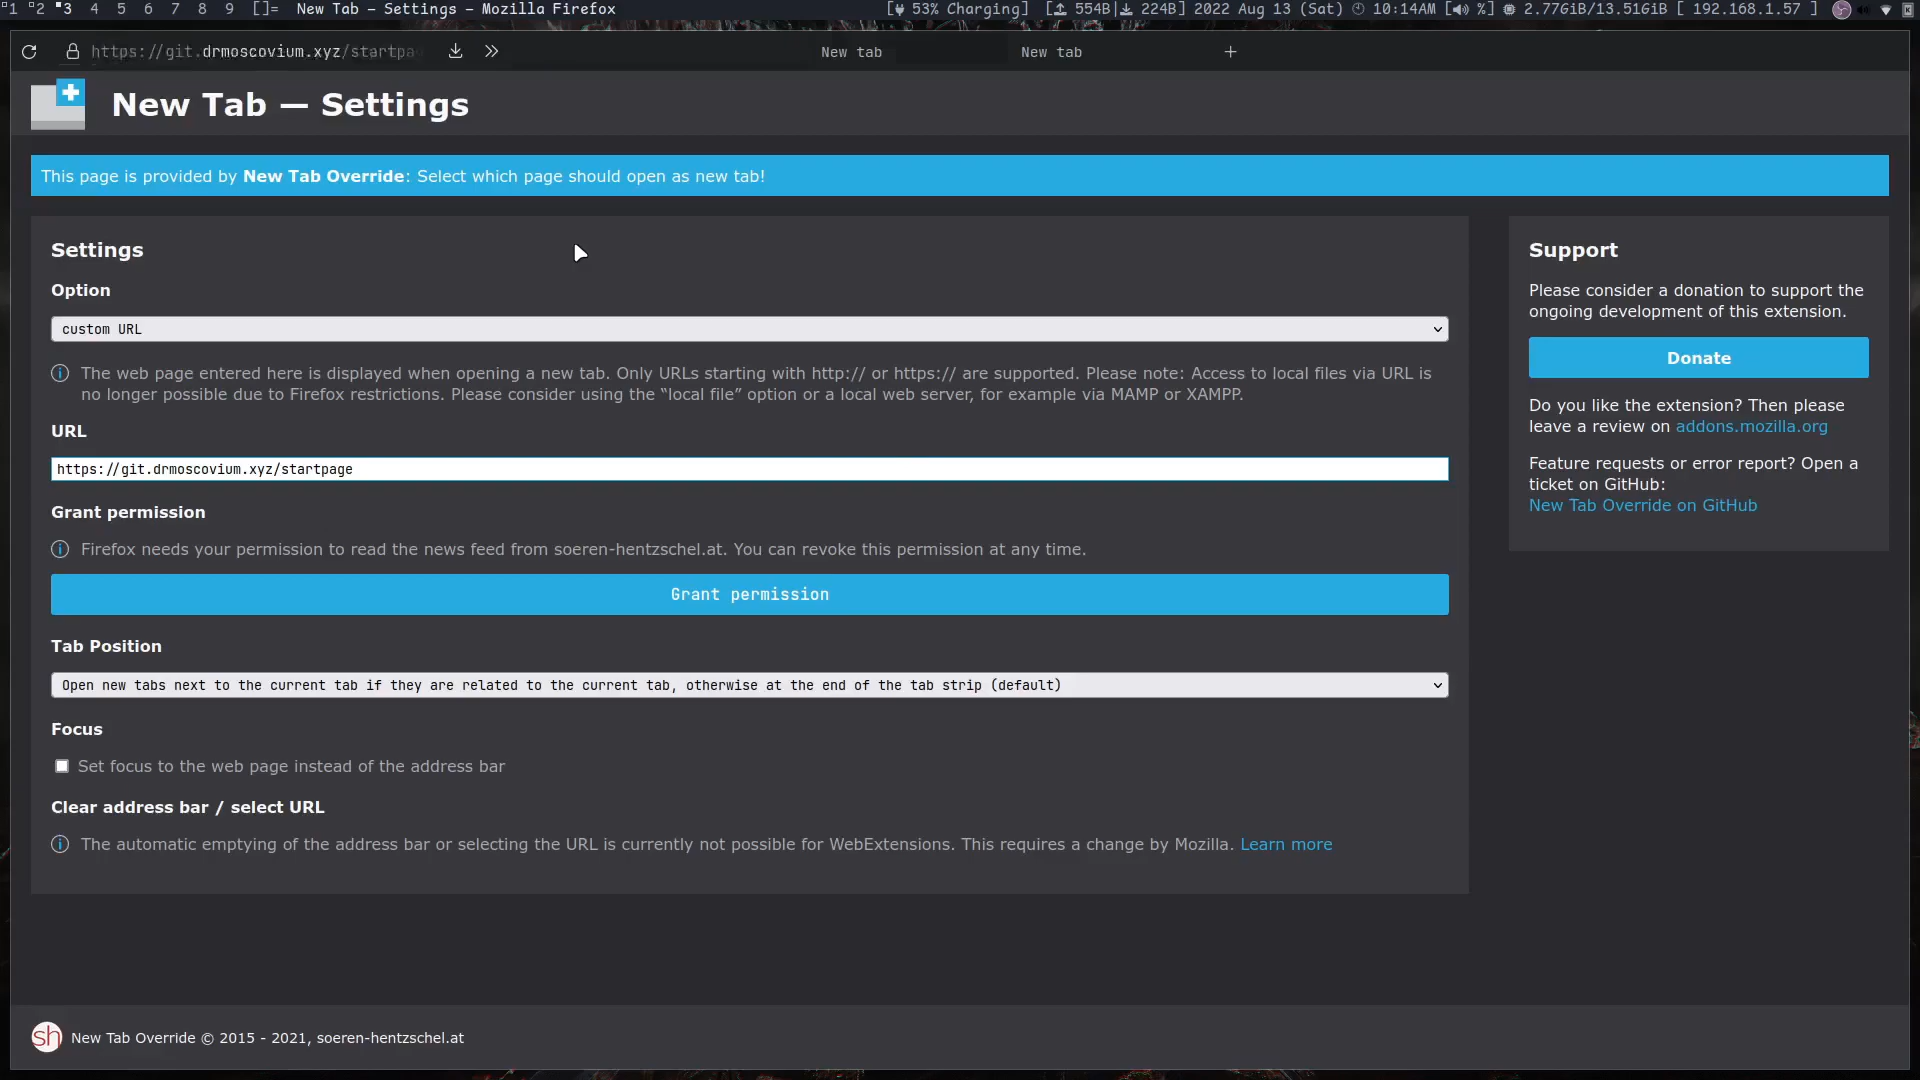 1 2 3 4 5 6 7 8 9 []= New Tab – Settings — Mozilla Firefox [ 53% Charging] [ 554B| 224B] 2022 Aug 13 (Sat) 10:14AM [ %] 2.77GiB/13.51GiB [ 192.168.1.57 ]
https://git.drmoscovium.xyz/startpa New tab New tab +
New Tab — Settings
This page is provided by New Tab Override: Select which page should open as new tab!
Settings
Option
custom URL
The web page entered here is displayed when opening a new tab. Only URLs starting with http:// or https:// are supported. Please note: Access to local files via URL is
no longer possible due to Firefox restrictions. Please consider using the “local file” option or a local web server, for example via MAMP or XAMPP.
URL
https://git.drmoscovium.xyz/startpage
Grant permission
Firefox needs your permission to read the news feed from soeren-hentzschel.at. You can revoke this permission at any time.
Grant permission
Tab Position
Open new tabs next to the current tab if they are related to the current tab, otherwise at the end of the tab strip (default)
Focus
Set focus to the web page instead of the address bar
Clear address bar / select URL
The automatic emptying of the address bar or selecting the URL is currently not possible for WebExtensions. This requires a change by Mozilla. Learn more
Support
Please consider a donation to support the
ongoing development of this extension.
Donate
Do you like the extension? Then please
leave a review on addons.mozilla.org
Feature requests or error report? Open a
ticket on GitHub:
New Tab Override on GitHub
sh New Tab Override © 2015 - 2021, soeren-hentzschel.at